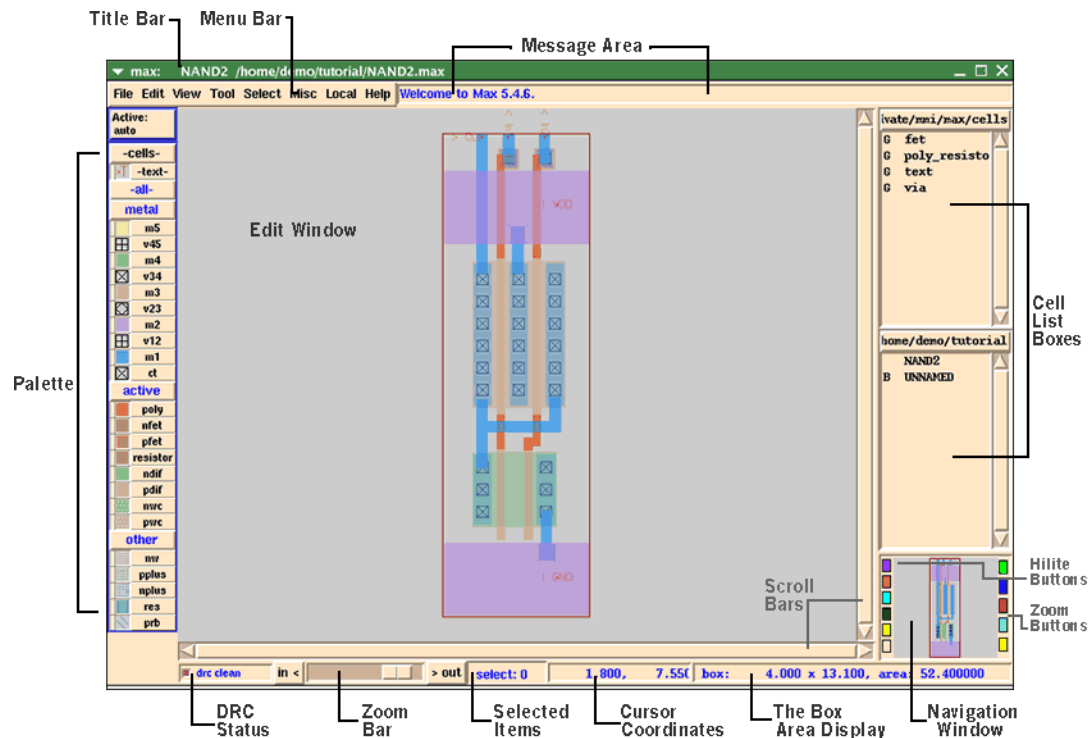 Title Bar
Menu Bar
Message Area
max: NAND2 /home/demo/tutorial/NAND2.max
File Edit View Tool Select Misc Local Help
Welcome to Max 5.4.6.
Active:
auto
-cells-
-text-
-all-
metal
m5
v45
m4
v34
m3
v23
m2
v12
m1
ct
active
poly
nfet
pfet
resistor
ndif
pdif
nwc
pwc
other
nw
pplus
nplus
res
prb
Palette
Edit Window
! VDD
! GND
ivate/mmi/max/cells
G fet
G poly_resisto
G text
G via
Cell
List
Boxes
home/demo/tutorial
NAND2
B UNNAMED
Scroll
Bars
Hilite
Buttons
Zoom
Buttons
drc clean
in <
> out
select: 0
1.800, 7.550
box: 4.000 x 13.100, area: 52.400000
DRC
Status
Zoom
Bar
Selected
Items
Cursor
Coordinates
The Box
Area Display
Navigation
Window